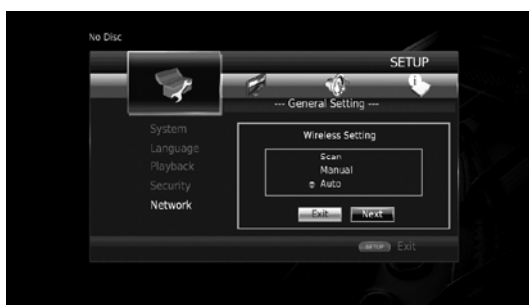 No Disc
SETUP
--- General Setting ---
System
Language
Playback
Security
Network
Wireless Setting
Scan
Manual
Auto
Exit Next
SETUP Exit